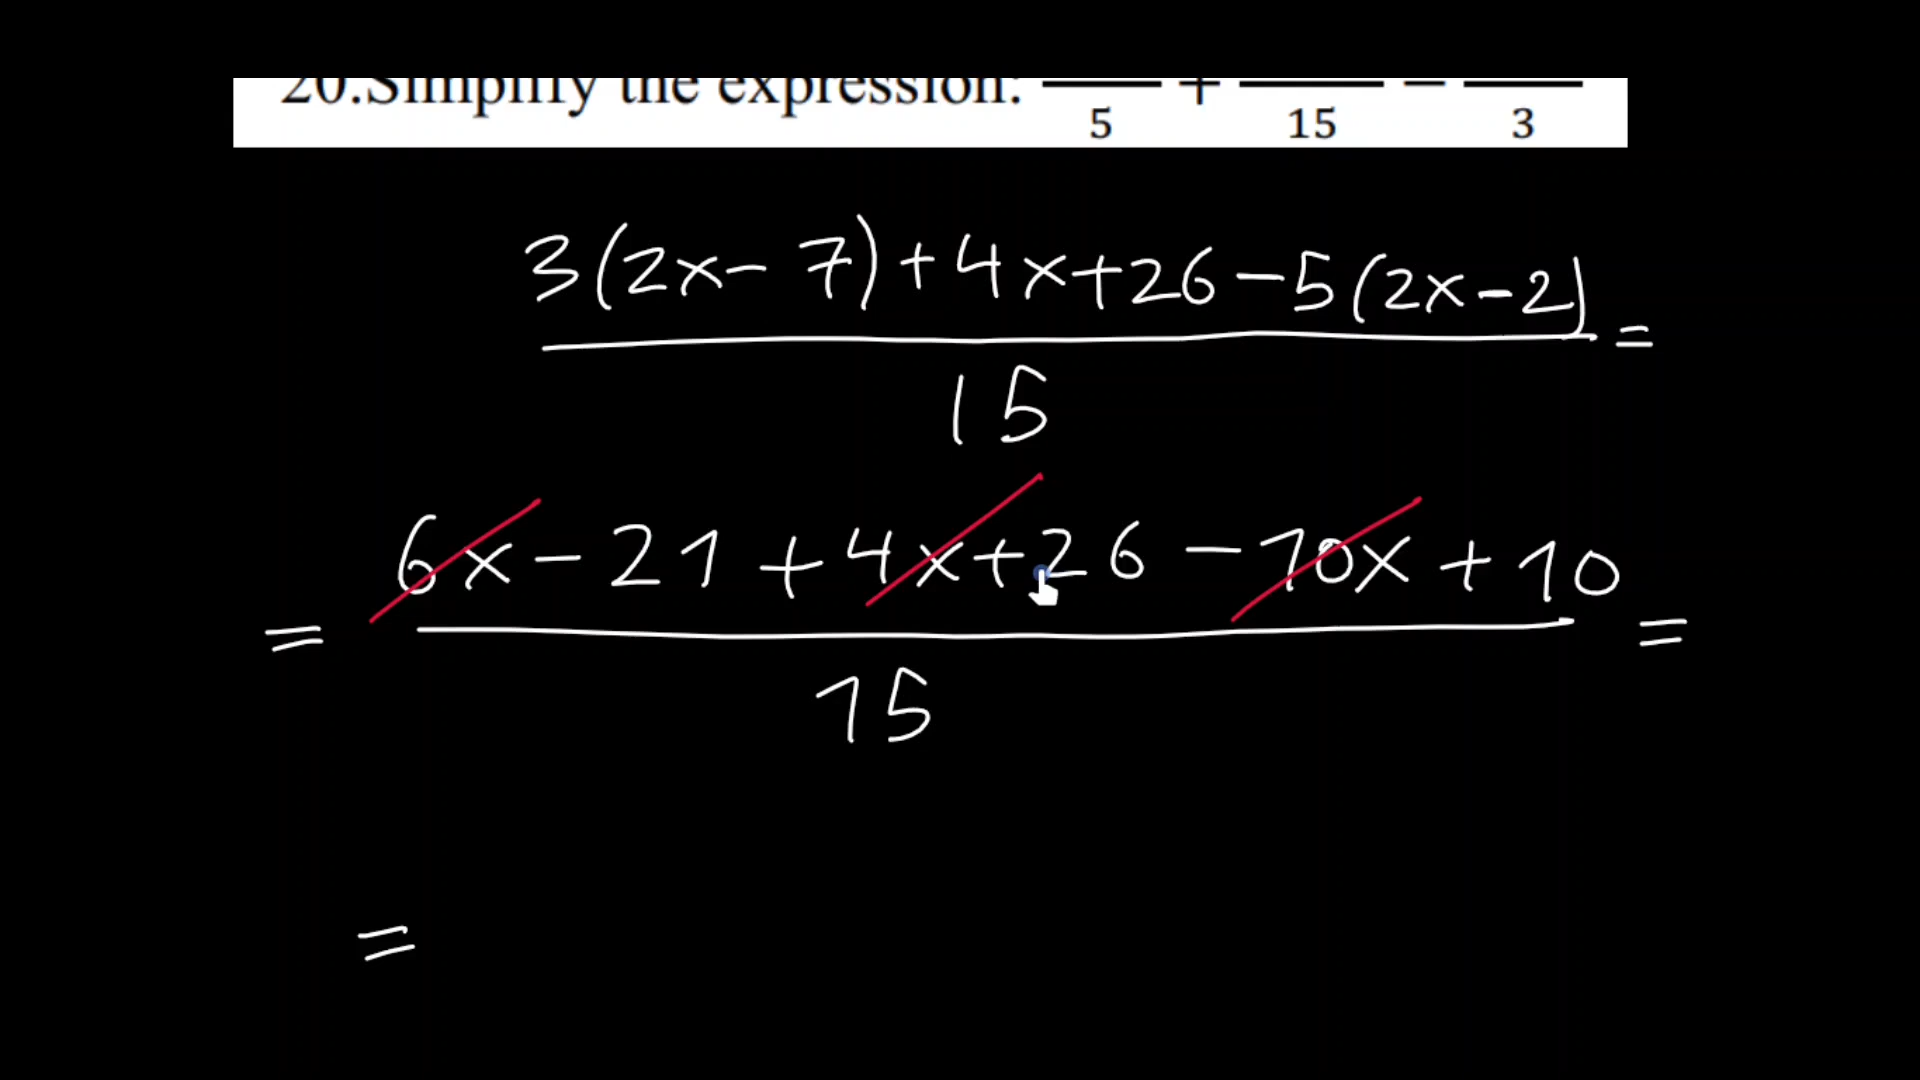 20.Simplify the expression: + −
5 15 3
3(2x-7)+4x+26-5(2x-2) =
15
= 6x-21+4x+26-10x+10 =
15
=